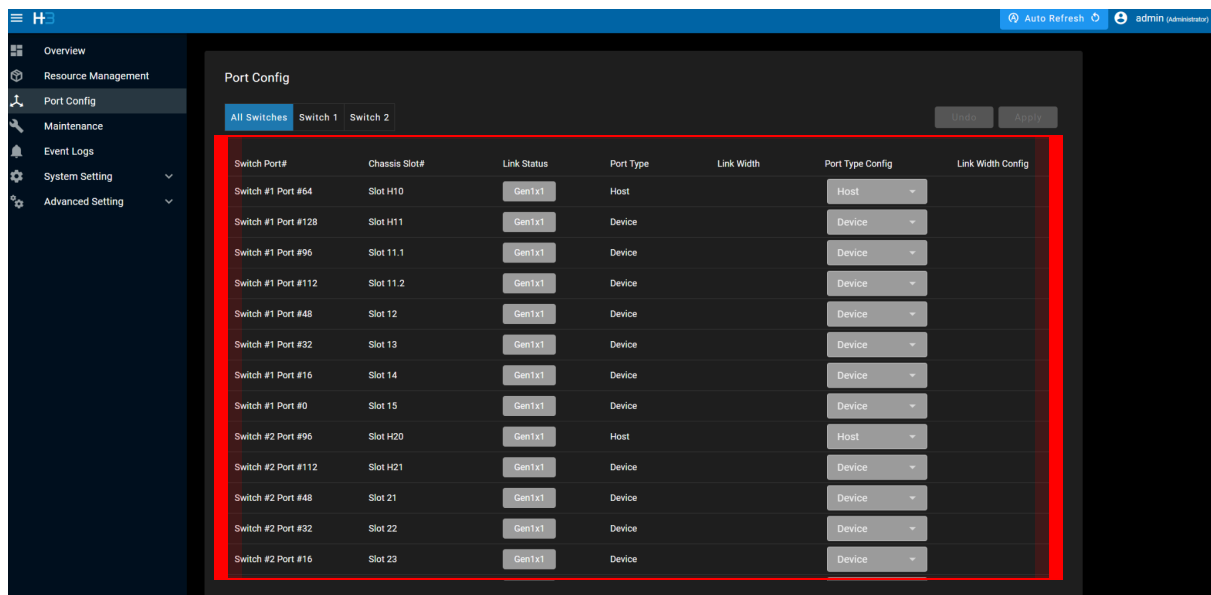 H3
Auto Refresh
admin (Administrator)
Overview
Resource Management
Port Config
Maintenance
Event Logs
System Setting
Advanced Setting
Port Config
All Switches Switch 1 Switch 2
Undo Apply
Switch Port# Chassis Slot# Link Status Port Type Link Width Port Type Config Link Width Config
Switch #1 Port #64 Slot H10 Gen1x1 Host Host
Switch #1 Port #128 Slot H11 Gen1x1 Device Device
Switch #1 Port #96 Slot 11.1 Gen1x1 Device Device
Switch #1 Port #112 Slot 11.2 Gen1x1 Device Device
Switch #1 Port #48 Slot 12 Gen1x1 Device Device
Switch #1 Port #32 Slot 13 Gen1x1 Device Device
Switch #1 Port #16 Slot 14 Gen1x1 Device Device
Switch #1 Port #0 Slot 15 Gen1x1 Device Device
Switch #2 Port #96 Slot H20 Gen1x1 Host Host
Switch #2 Port #112 Slot H21 Gen1x1 Device Device
Switch #2 Port #48 Slot 21 Gen1x1 Device Device
Switch #2 Port #32 Slot 22 Gen1x1 Device Device
Switch #2 Port #16 Slot 23 Gen1x1 Device Device